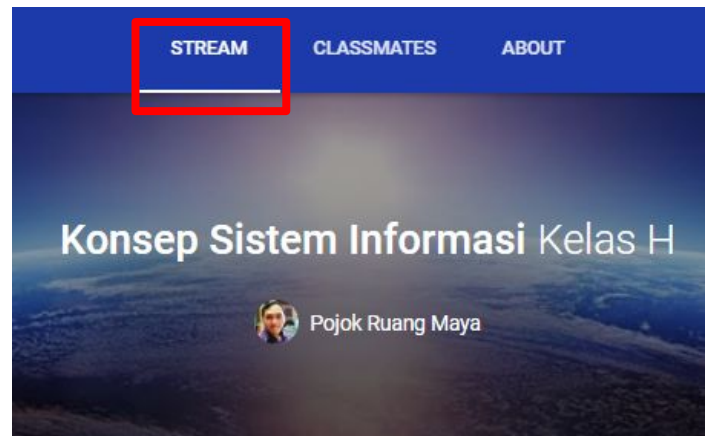 STREAM CLASSMATES ABOUT
Konsep Sistem Informasi Kelas H
Pojok Ruang Maya